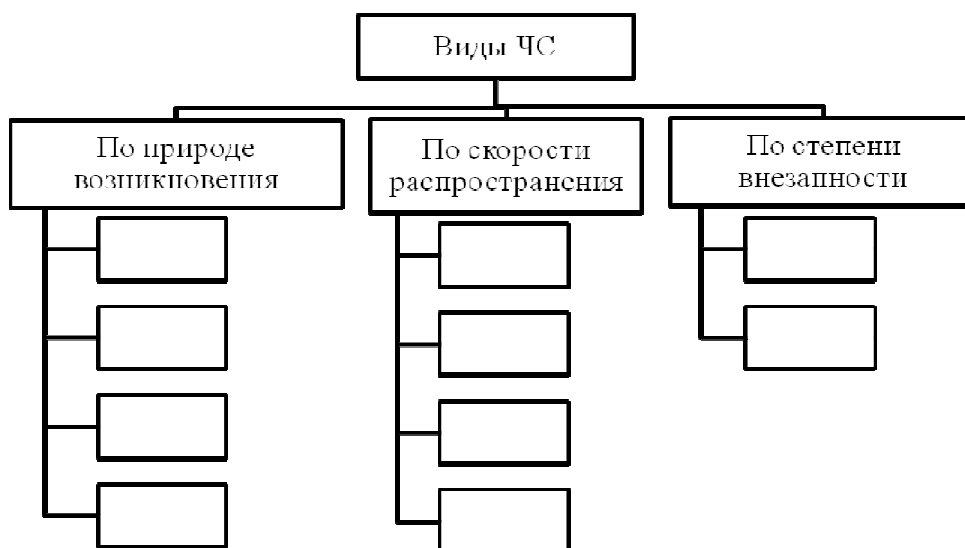 Виды ЧС
По природе
возникновения
По скорости
распространения
По степени
внезапности